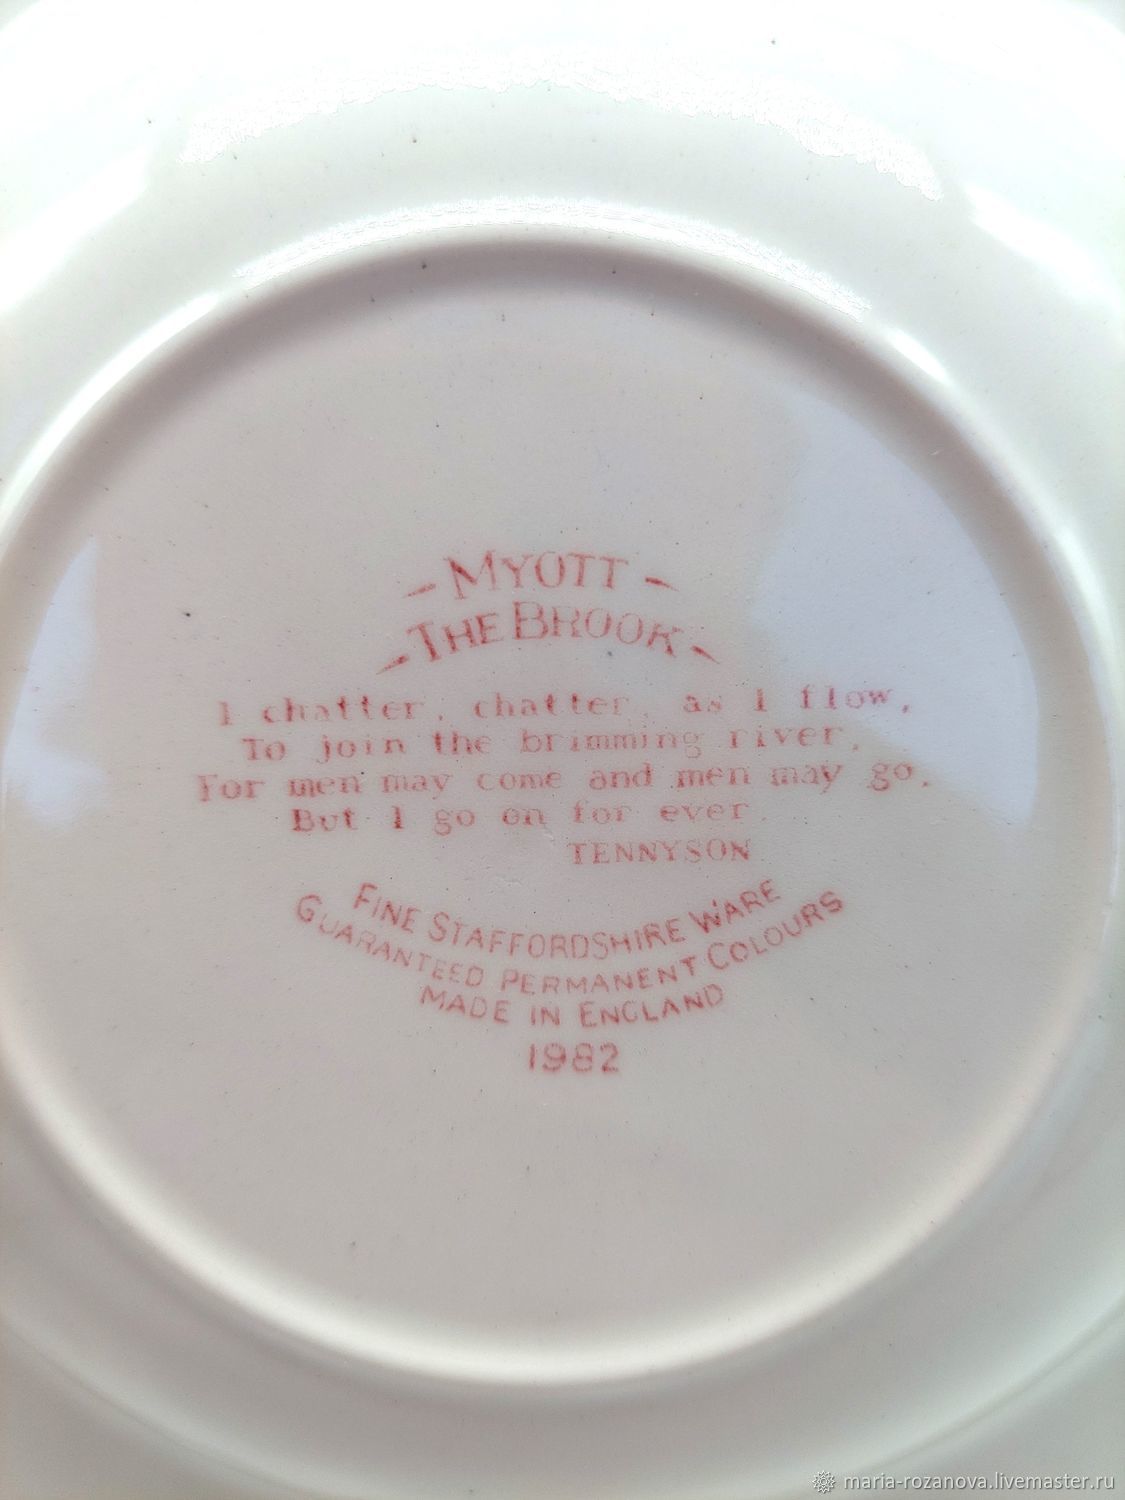 MYOTT
THE BROOK
I chatter, chatter, as I flow,
To join the brimming river,
For men may come and men may go,
But I go on for ever.
TENNYSON
FINE STAFFORDSHIRE WARE
GUARANTEED PERMANENT COLOURS
MADE IN ENGLAND
1982
maria-rozanova.livemaster.ru